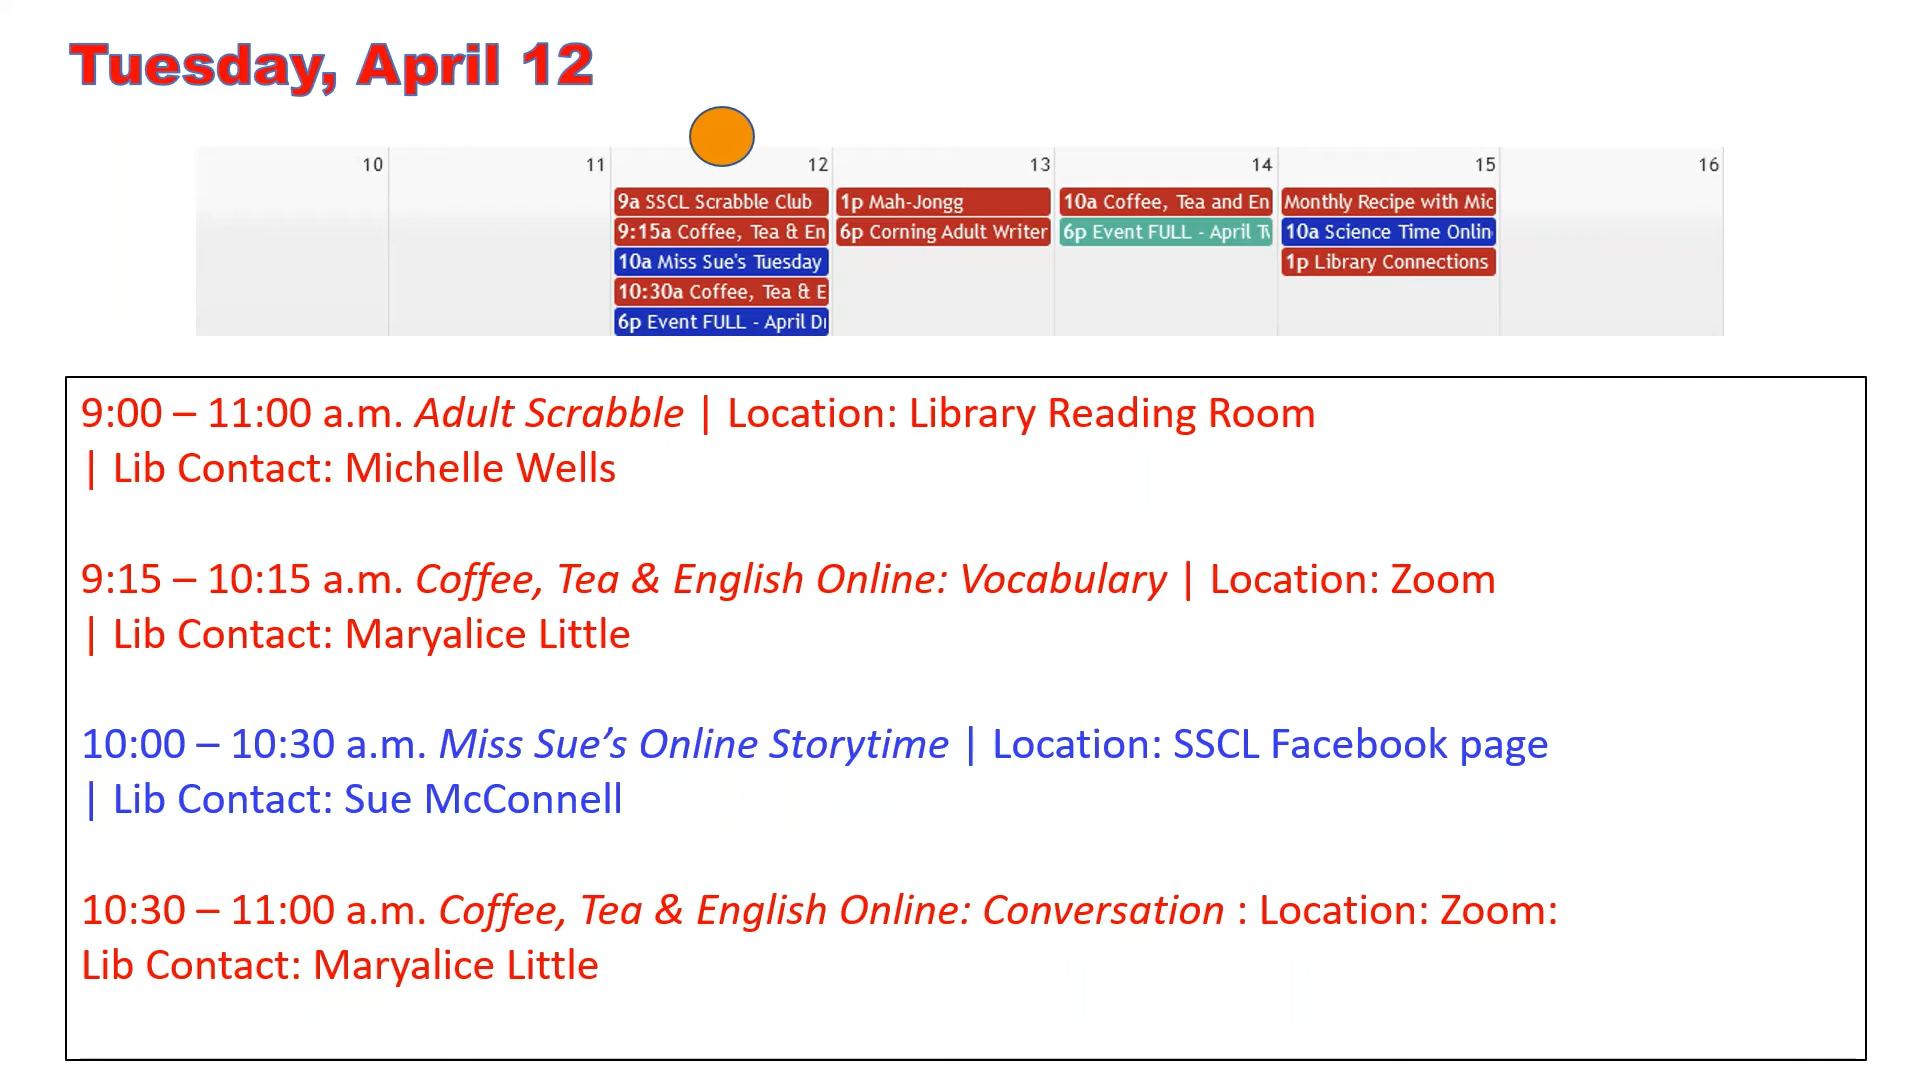 Tuesday, April 12
10 11 12 13 14 15 16
9a SSCL Scrabble Club
9:15a Coffee, Tea & En
10a Miss Sue's Tuesday
10:30a Coffee, Tea & E
6p Event FULL - April
1p Mah-Jongg
6p Corning Adult Writer
10a Coffee, Tea and En
6p Event FULL - April
Monthly Recipe with Mic
10a Science Time Onlin
1p Library Connections
9:00 – 11:00 a.m. Adult Scrabble | Location: Library Reading Room
| Lib Contact: Michelle Wells
9:15 – 10:15 a.m. Coffee, Tea & English Online: Vocabulary | Location: Zoom
| Lib Contact: Maryalice Little
10:00 – 10:30 a.m. Miss Sue’s Online Storytime | Location: SSCL Facebook page
| Lib Contact: Sue McConnell
10:30 – 11:00 a.m. Coffee, Tea & English Online: Conversation : Location: Zoom:
Lib Contact: Maryalice Little